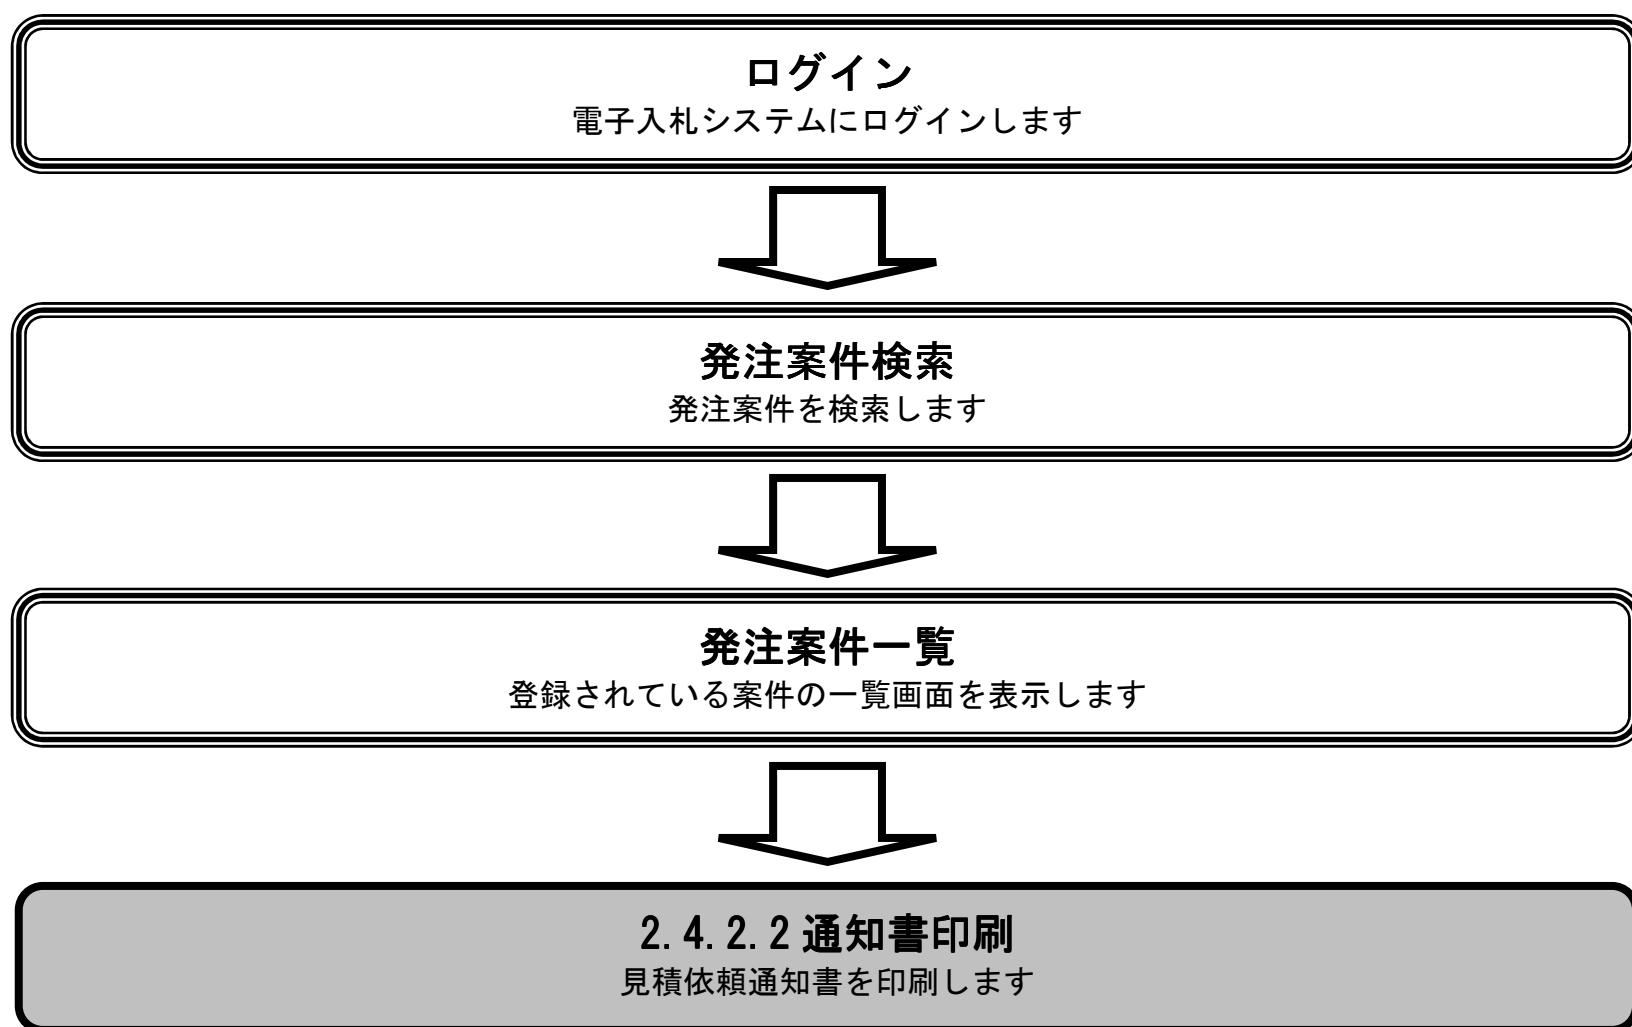 ログイン
電子入札システムにログインします
発注案件検索
発注案件を検索します
発注案件一覧
登録されている案件の一覧画面を表示します
2.4.2.2通知書印刷
見積依頼通知書を印刷します